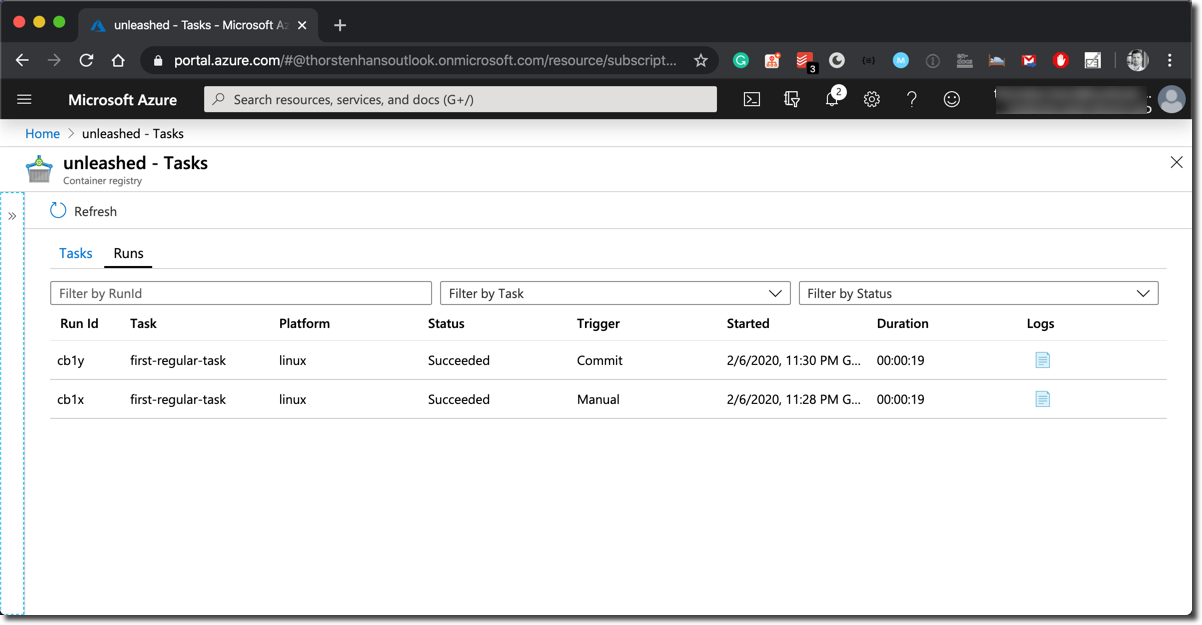 unleashed - Tasks - Microsoft Az
portal.azure.com/#@thorstenhansoutlook.onmicrosoft.com/resource/subscript...
3
Microsoft Azure
Search resources, services, and docs (G+/)
2
Home > unleashed - Tasks
unleashed - Tasks
Container registry
Refresh
Tasks Runs
Filter by RunId Filter by Task Filter by Status
Run Id Task Platform Status Trigger Started Duration Logs
cb1y first-regular-task linux Succeeded Commit 2/6/2020, 11:30 PM G... 00:00:19
cb1x first-regular-task linux Succeeded Manual 2/6/2020, 11:28 PM G... 00:00:19